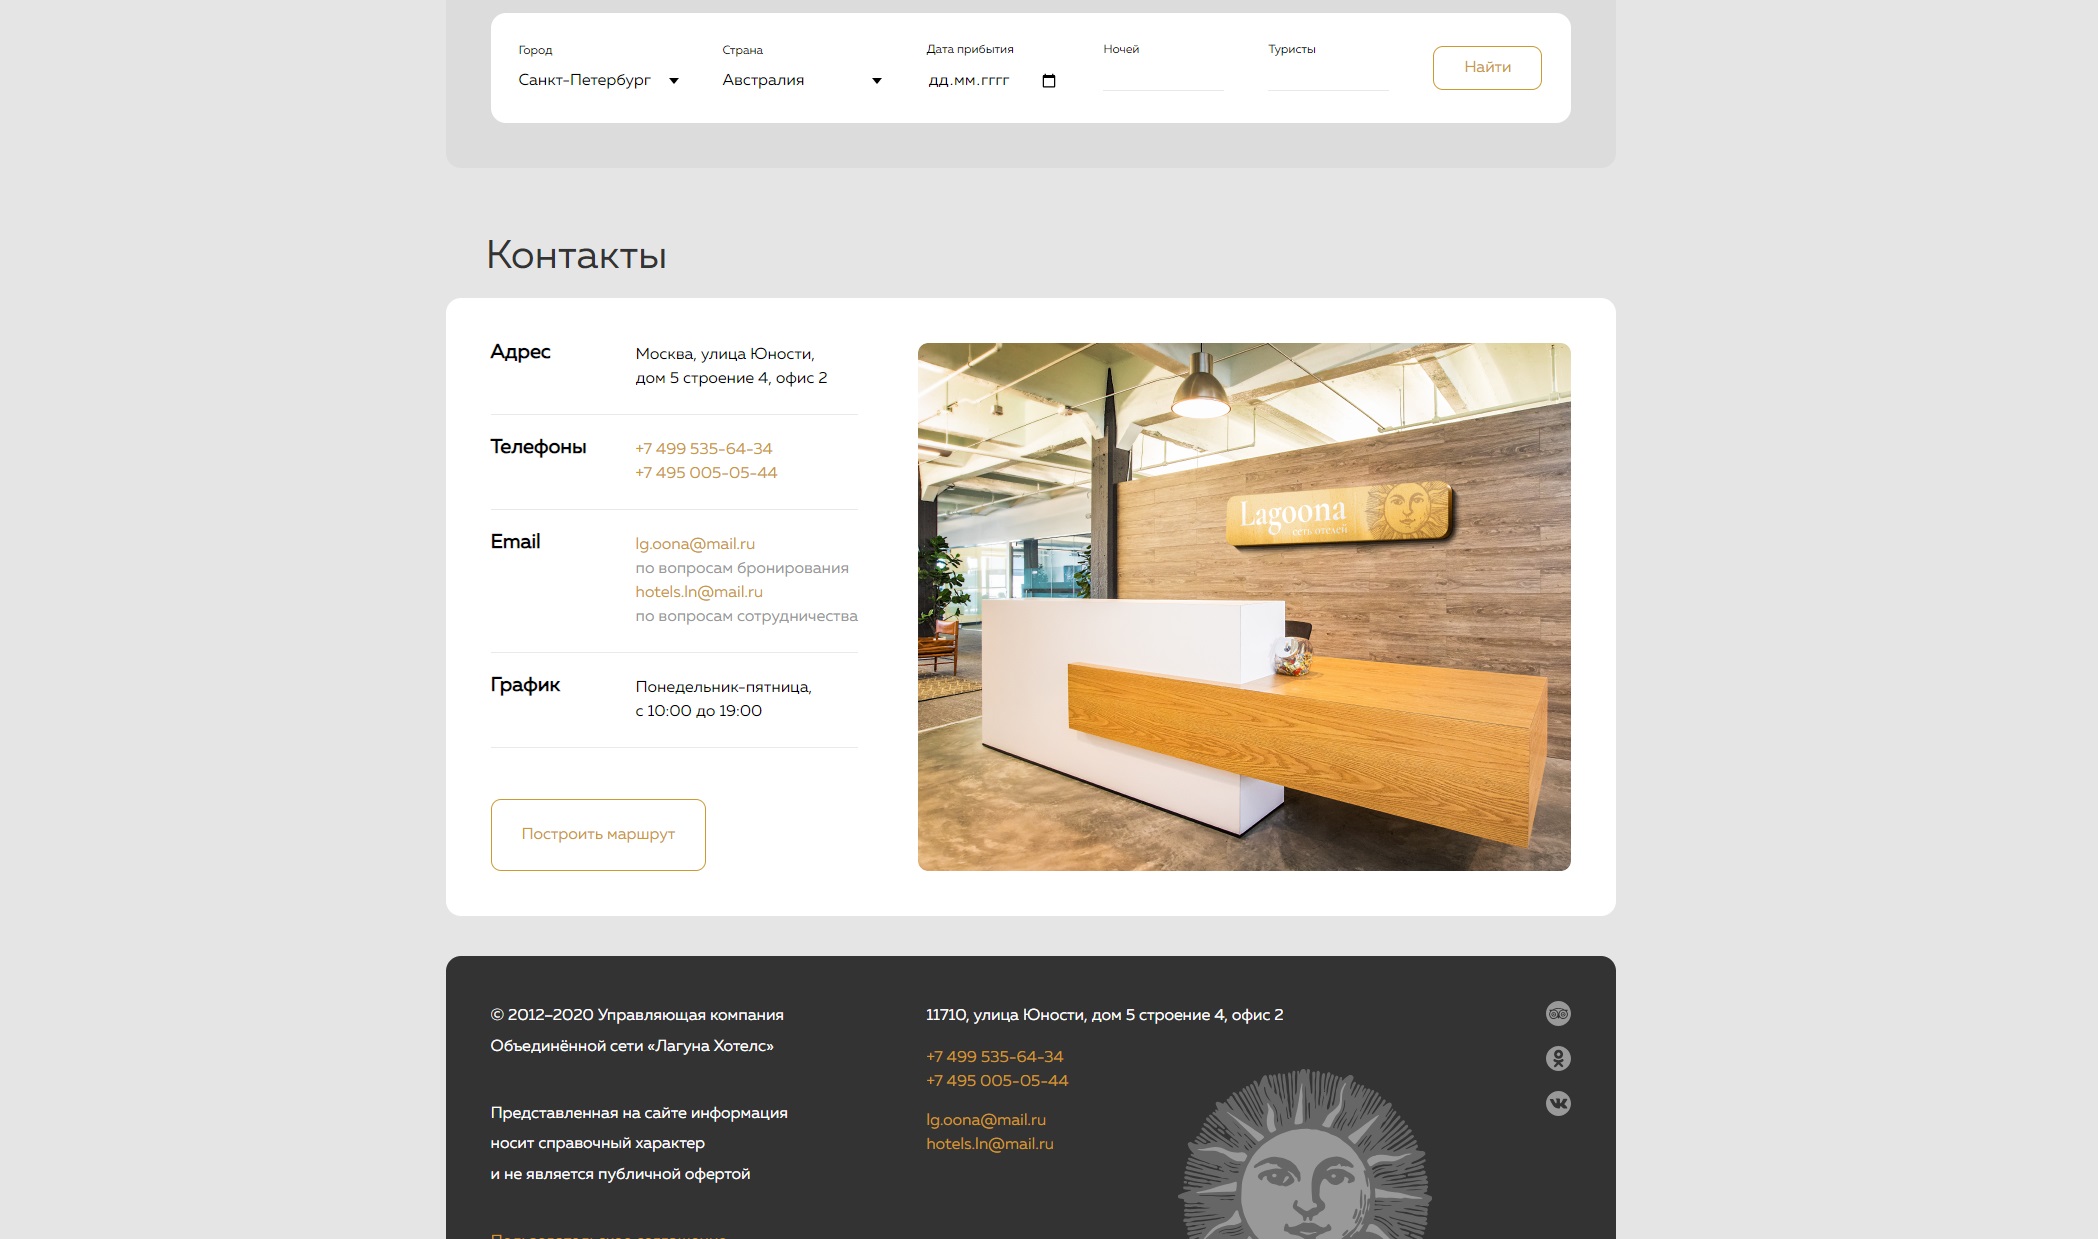 Город
Страна
Дата прибытия
Ночей
Туристы
Санкт-Петербург
Австралия
дд.мм.гггг
Найти
Контакты
Адрес
Москва, улица Юности,
дом 5 строение 4, офис 2
Телефоны
+7 499 535-64-34
+7 495 005-05-44
Email
lg.oona@mail.ru
по вопросам бронирования
hotels.ln@mail.ru
по вопросам сотрудничества
График
Понедельник-пятница,
с 10:00 до 19:00
Построить маршрут
Lagoona
сеть отелей
© 2012–2020 Управляющая компания
Объединённой сети «Лагуна Хотелс»
Представленная на сайте информация
носит справочный характер
и не является публичной офертой
Пользовательское соглашение
11710, улица Юности, дом 5 строение 4, офис 2
+7 499 535-64-34
+7 495 005-05-44
lg.oona@mail.ru
hotels.ln@mail.ru